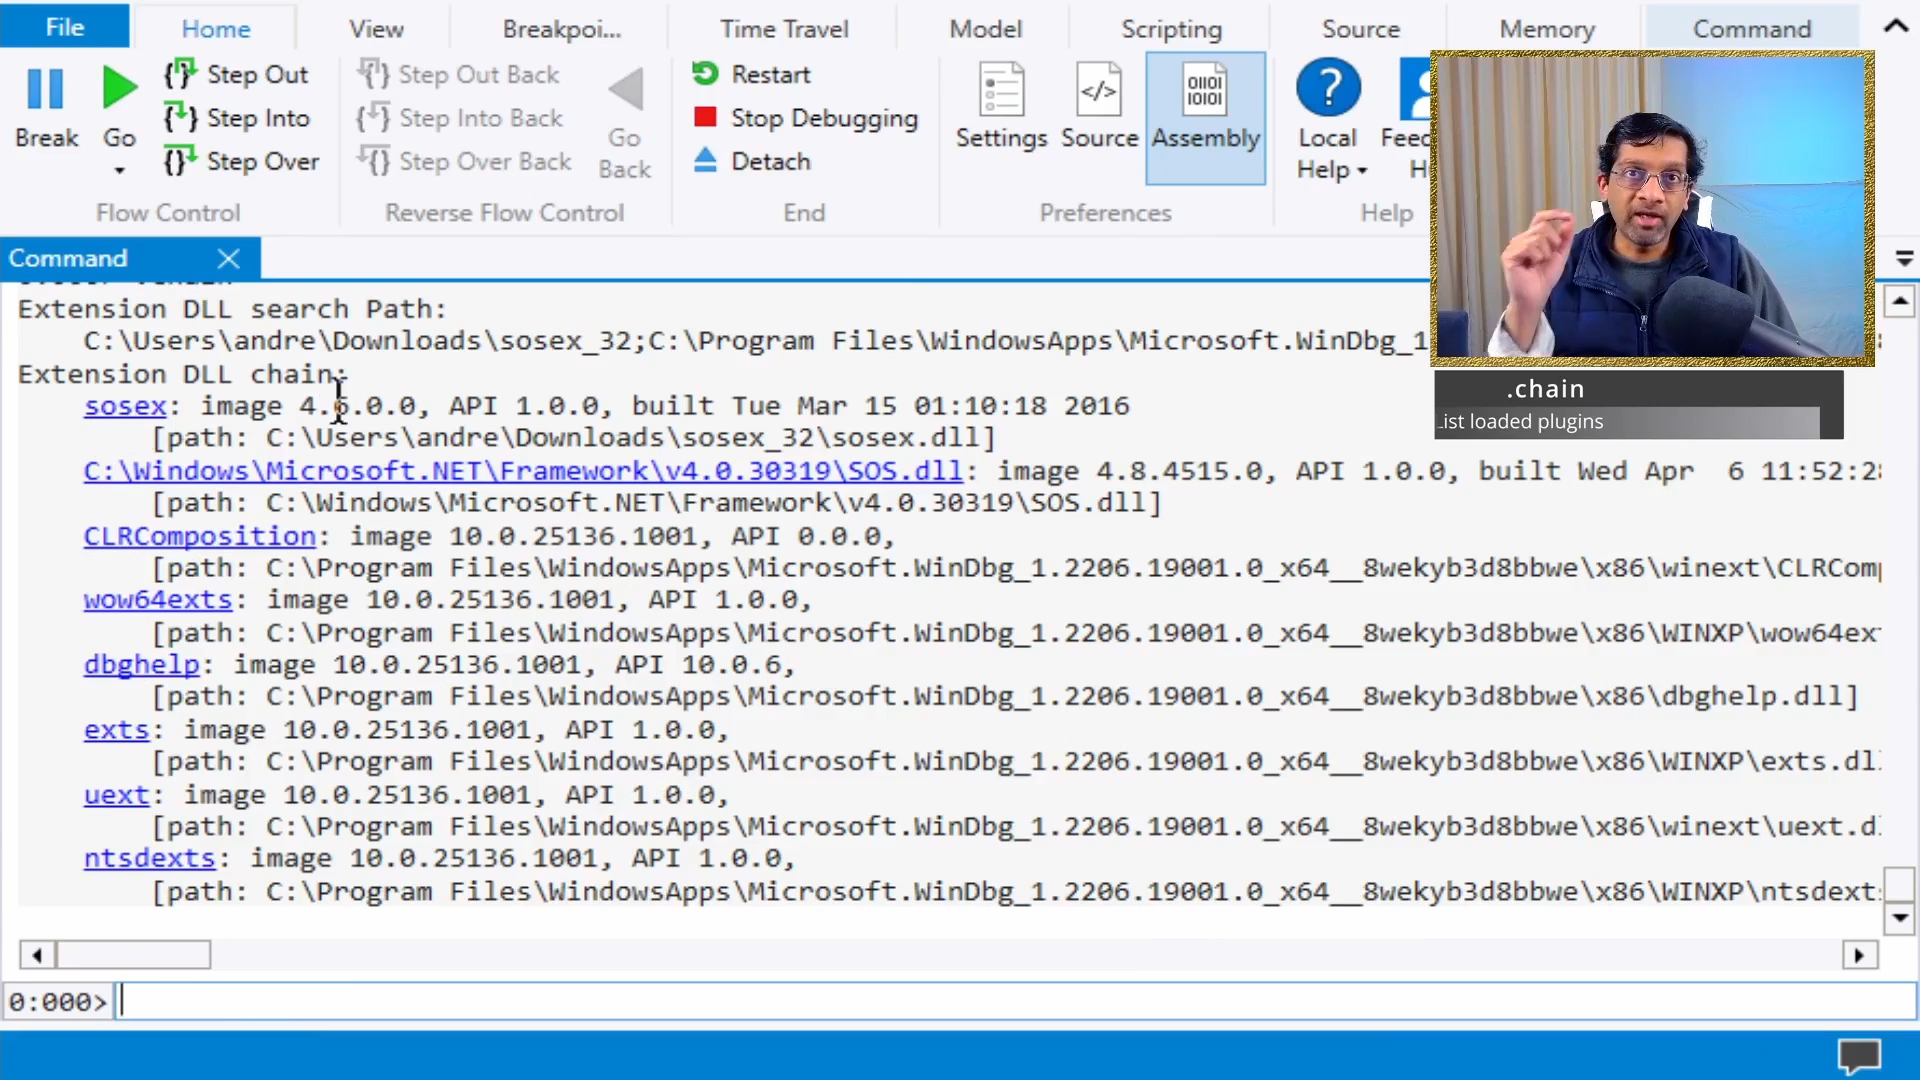 File
Home
View
Breakpoi...
Time Travel
Model
Scripting
Source
Memory
Command
Break
Go
Step Out
Step Into
Step Over
Flow Control
Step Out Back
Step Into Back
Step Over Back
Go
Back
Reverse Flow Control
Restart
Stop Debugging
Detach
End
Settings
Source
Assembly
Preferences
Local
Help
Help
Command
Extension DLL search Path:
C:\Users\andre\Downloads\sosex_32;C:\Program Files\WindowsApps\Microsoft.WinDbg_1
Extension DLL chain:
sosex: image 4.6.0.0, API 1.0.0, built Tue Mar 15 01:10:18 2016
[path: C:\Users\andre\Downloads\sosex_32\sosex.dll]
C:\Windows\Microsoft.NET\Framework\v4.0.30319\SOS.dll: image 4.8.4515.0, API 1.0.0, built Wed Apr 6 11:52:2
[path: C:\Windows\Microsoft.NET\Framework\v4.0.30319\SOS.dll]
CLRComposition: image 10.0.25136.1001, API 0.0.0,
[path: C:\Program Files\WindowsApps\Microsoft.WinDbg_1.2206.19001.0_x64__8wekyb3d8bbwe\x86\winext\CLRCom
wow64exts: image 10.0.25136.1001, API 1.0.0,
[path: C:\Program Files\WindowsApps\Microsoft.WinDbg_1.2206.19001.0_x64__8wekyb3d8bbwe\x86\WINXP\wow64ex
dbghelp: image 10.0.25136.1001, API 10.0.6,
[path: C:\Program Files\WindowsApps\Microsoft.WinDbg_1.2206.19001.0_x64__8wekyb3d8bbwe\x86\dbghelp.dll]
exts: image 10.0.25136.1001, API 1.0.0,
[path: C:\Program Files\WindowsApps\Microsoft.WinDbg_1.2206.19001.0_x64__8wekyb3d8bbwe\x86\WINXP\exts.dl
uext: image 10.0.25136.1001, API 1.0.0,
[path: C:\Program Files\WindowsApps\Microsoft.WinDbg_1.2206.19001.0_x64__8wekyb3d8bbwe\x86\winext\uext.d
ntsdexts: image 10.0.25136.1001, API 1.0.0,
[path: C:\Program Files\WindowsApps\Microsoft.WinDbg_1.2206.19001.0_x64__8wekyb3d8bbwe\x86\WINXP\ntsdext
0:000>
.chain
List loaded plugins